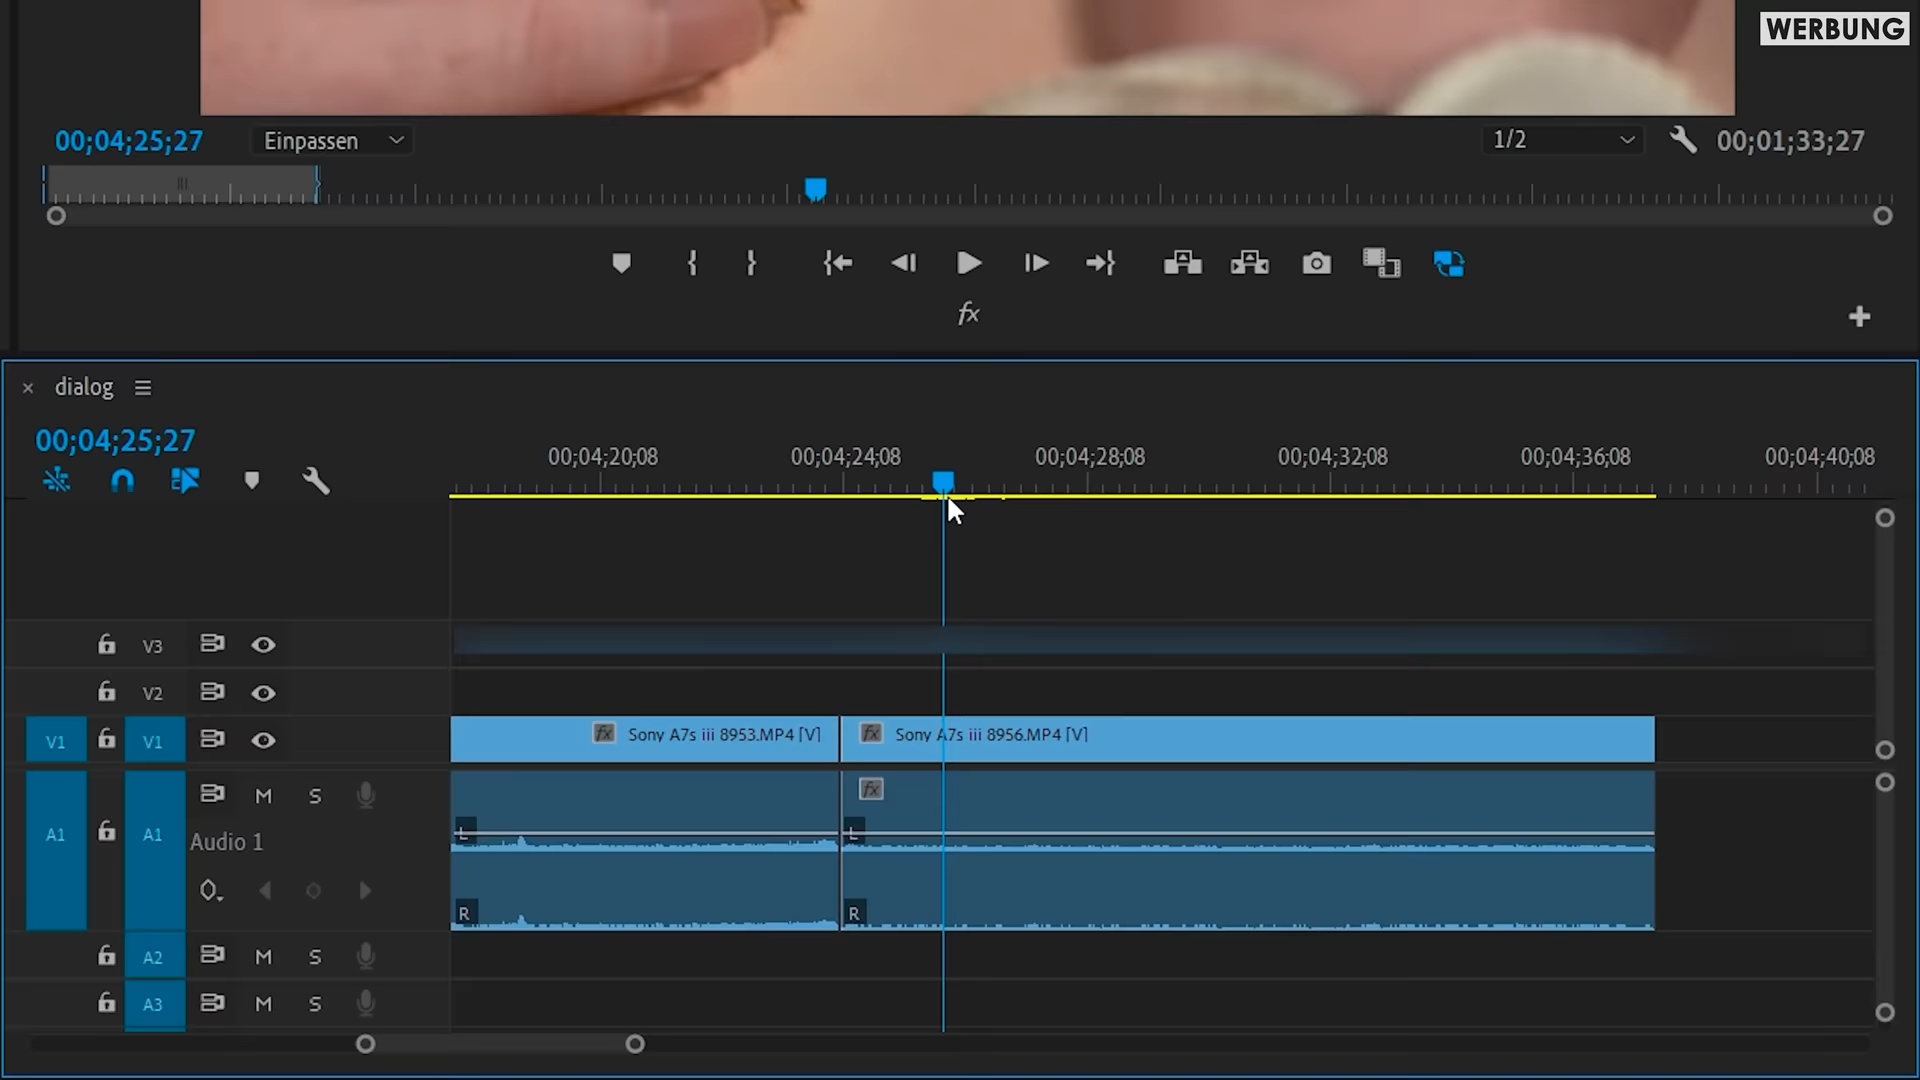 WERBUNG
00;04;25;27 Einpassen 1/2 00;01;33;27
fx
dialog
00;04;25;27
00;04;20;08 00;04;24;08 00;04;28;08 00;04;32;08 00;04;36;08 00;04;40;08
V3
V2
V1 V1 fx Sony A7s iii 8953.MP4 [V] fx Sony A7s iii 8956.MP4 [V]
M S fx
A1 A1 L L
Audio 1
R R
A2 M S
A3 M S